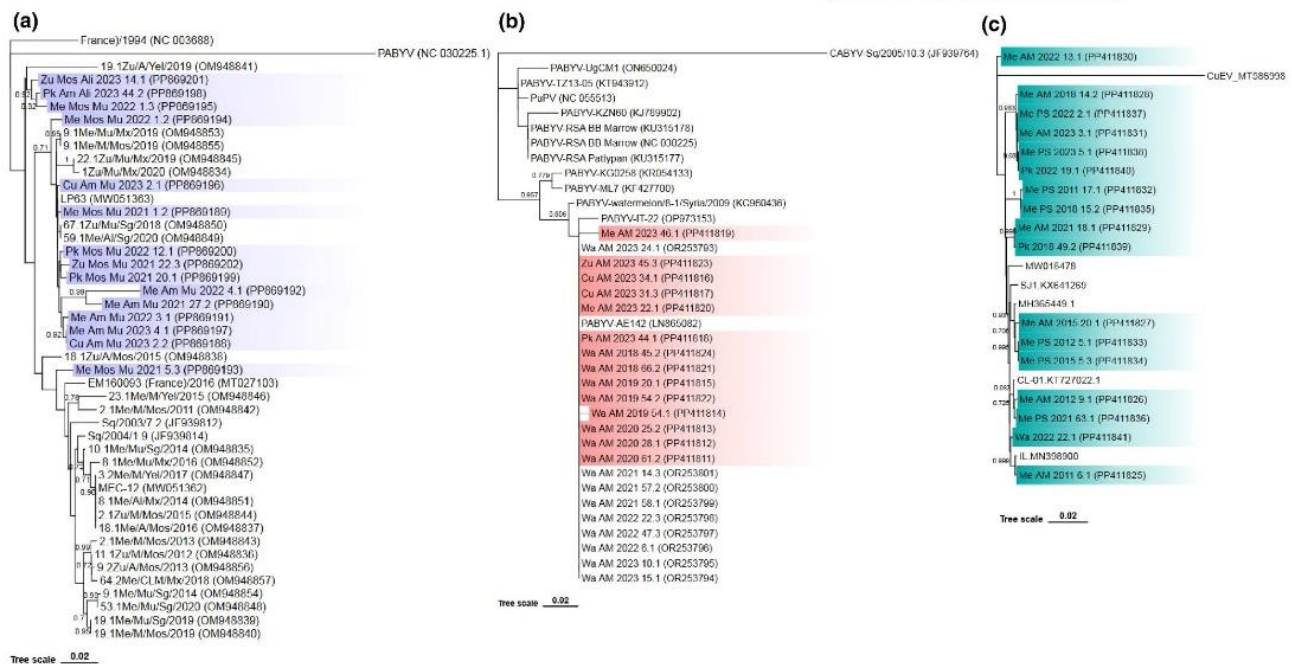 (a)
France)/1994 (NC 003688)
PABYV (NC 030225.1)
19.1Zu/A/Yel/2019 (OM948841)
Zu Mos Ali 2023 14.1 (PP869201)
Pk Am Ali 2023 44.2 (PP869198)
Me Mos Mu 2022 1.3 (PP869195)
Me Mos Mu 2022 1.2 (PP869194)
9.1Me/Mu/Mx/2019 (OM948853)
9.1Me/M/Mos/2019 (OM948855)
22.1Zu/Mu/Mx/2019 (OM948845)
1Zu/Mu/Mx/2020 (OM948834)
Cu Am Mu 2023 2.1 (PP869196)
LP63 (MW051363)
Me Mos Mu 2021 1.2 (PP869189)
67.1Zu/Mu/Sg/2018 (OM948850)
59.1Me/Al/Sg/2020 (OM948849)
Pk Mos Mu 2022 12.1 (PP869200)
Zu Mos Mu 2021 22.3 (PP869202)
Pk Mos Mu 2021 20.1 (PP869199)
Me Am Mu 2022 4.1 (PP869192)
Me Am Mu 2021 27.2 (PP869190)
Me Am Mu 2022 3.1 (PP869191)
Me Am Mu 2023 4.1 (PP869197)
Cu Am Mu 2023 2.2 (PP869188)
18.1Zu/A/Mos/2015 (OM948838)
Me Mos Mu 2021 5.3 (PP869193)
EM160093 (France)/2016 (MT027103)
23.1Me/M/Yel/2015 (OM948846)
2.1Me/M/Mos/2011 (OM948842)
Sq/2003/7.2 (JF939812)
Sq/2004/1.9 (JF939814)
10.1Me/Mu/Sg/2014 (OM948835)
8.1Me/Mu/Mx/2016 (OM948852)
3.2Me/M/Yel/2017 (OM948847)
MEC-12 (MW051362)
8.1Me/Al/Mx/2014 (OM948851)
2.1Zu/M/Mos/2015 (OM948844)
18.1Me/A/Mos/2016 (OM948837)
2.1Me/M/Mos/2013 (OM948843)
11.1Zu/M/Mos/2012 (OM948836)
9.2Zu/A/Mos/2013 (OM948856)
64.2Me/CLM/Mx/2018 (OM948857)
9.1Me/Mu/Sg/2014 (OM948854)
53.1Me/Mu/Sg/2020 (OM948848)
19.1Me/Mu/Sg/2019 (OM948839)
19.1Me/M/Mos/2019 (OM948840)
0.71
0.99
0.92
0.78
Tree scale 0.02
(b)
CABYV-Sq/2005/10.3 (JF939764)
PABYV-UgCM1 (ON650024)
PABYV-TZ13-05 (KT943912)
PuPV (NC 055513)
PABYV-KZN60 (KJ789902)
PABYV-RSA BB Marrow (KU315178)
PABYV-RSA BB Marrow (NC 030225)
PABYV-RSA Pattypan (KU315177)
PABYV-KG0258 (KR054133)
PABYV-ML7 (KF427700)
PABYV-watermelon/8-1/Syria/2009 (KC960436)
PABYV-IT-22 (OP973153)
Me AM 2023 46.1 (PP411819)
Wa AM 2023 24.1 (OR253793)
Zu AM 2023 45.3 (PP411823)
Cu AM 2023 34.1 (PP411816)
Cu AM 2023 31.3 (PP411817)
Me AM 2023 22.1 (PP411820)
PABYV-AE142 (LN865082)
Pk AM 2023 44.1 (PP411818)
Wa AM 2018 45.2 (PP411824)
Wa AM 2018 66.2 (PP411821)
Wa AM 2019 20.1 (PP411815)
Wa AM 2019 54.2 (PP411822)
Wa AM 2019 54.1 (PP411814)
Wa AM 2020 25.2 (PP411813)
Wa AM 2020 28.1 (PP411812)
Wa AM 2020 61.2 (PP411811)
Wa AM 2021 14.3 (OR253801)
Wa AM 2021 57.2 (OR253800)
Wa AM 2021 58.1 (OR253799)
Wa AM 2022 22.3 (OR253798)
Wa AM 2022 47.3 (OR253797)
Wa AM 2022 6.1 (OR253796)
Wa AM 2023 10.1 (OR253795)
Wa AM 2023 15.1 (OR253794)
0.779
0.957
0.806
Tree scale 0.02
(c)
Me AM 2022 13.1 (PP411830)
CuEV_MT586998
Me AM 2018 14.2 (PP411828)
Me PS 2022 2.1 (PP411837)
Me AM 2023 3.1 (PP411831)
Me PS 2023 5.1 (PP411838)
Pk 2022 19.1 (PP411840)
Me PS 2011 17.1 (PP411832)
Me PS 2018 15.2 (PP411835)
Me AM 2021 18.1 (PP411829)
Pk 2018 49.2 (PP411839)
MW016478
SJ1.KX641269
MH365449.1
Me AM 2015 20.1 (PP411827)
Me PS 2012 5.1 (PP411833)
Me PS 2015 5.3 (PP411834)
CL-01.KT727022.1
Me AM 2012 9.1 (PP411826)
Me PS 2021 63.1 (PP411836)
Wa 2022 22.1 (PP411841)
IL.MN398900
Me AM 2011 6.1 (PP411825)
Tree scale 0.02